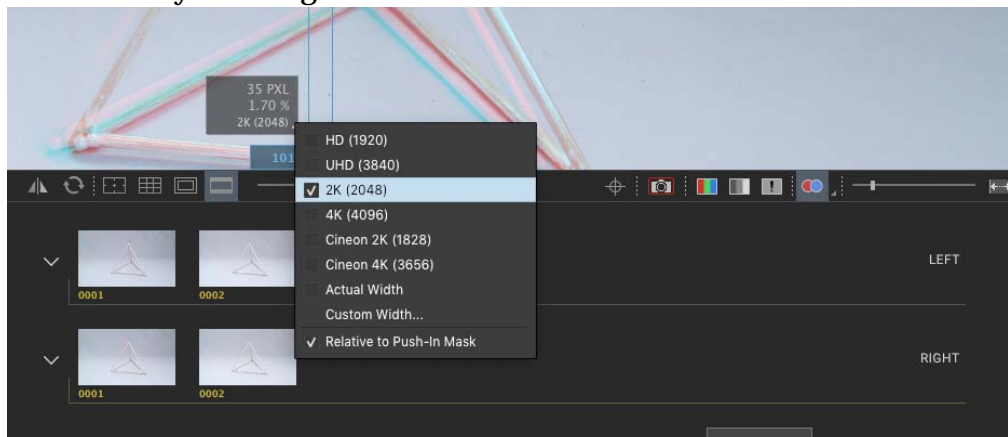 35 PXL
1.70 %
2K (2048)
101
HD (1920)
UHD (3840)
2K (2048)
4K (4096)
Cineon 2K (1828)
Cineon 4K (3656)
Actual Width
Custom Width...
Relative to Push-In Mask
LEFT
0001
0002
RIGHT
0001
0002